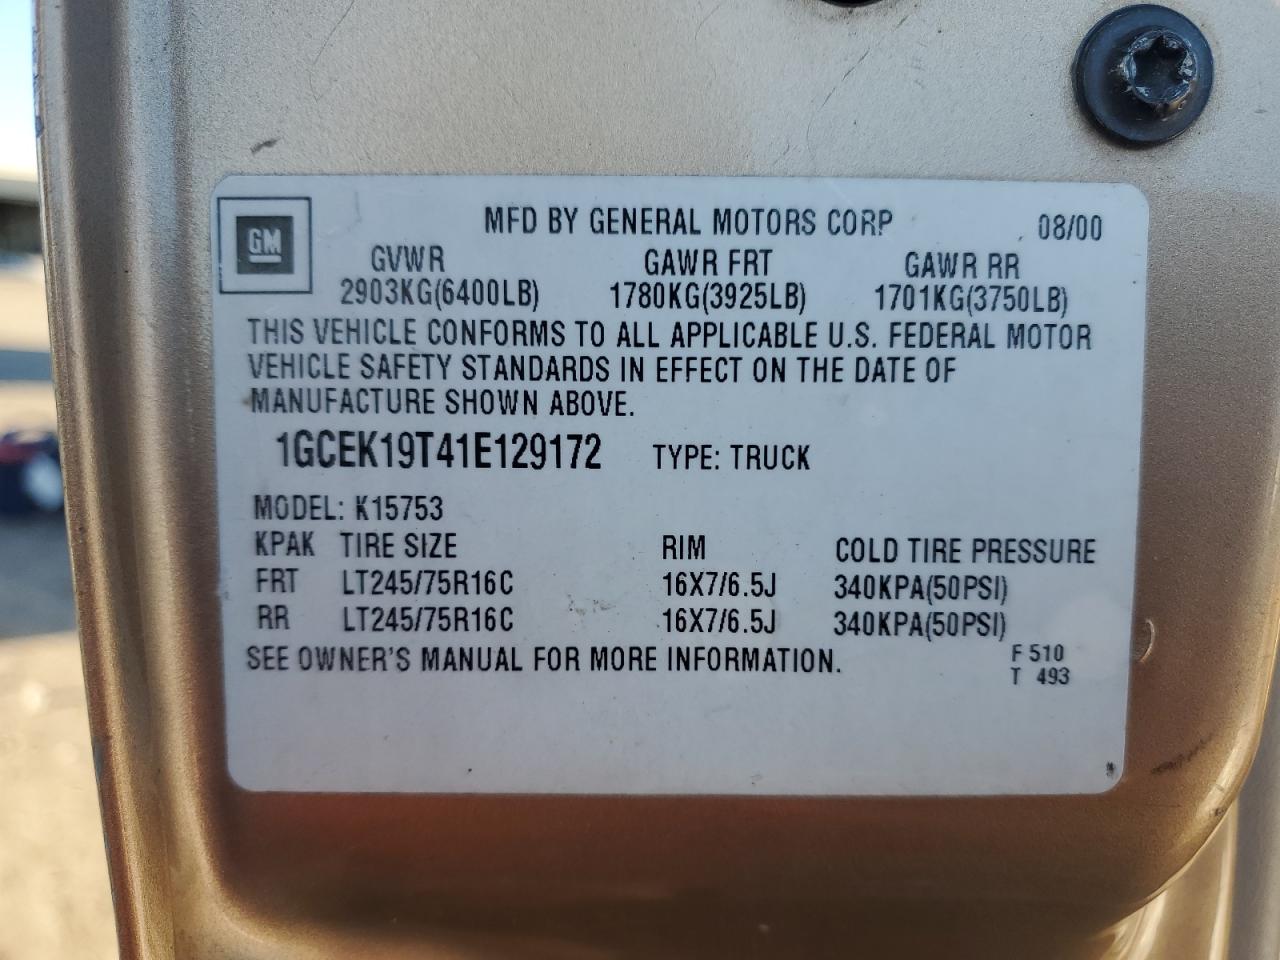 GM
MFD BY GENERAL MOTORS CORP 08/00
GVWR GAWR FRT GAWR RR
2903KG(6400LB) 1780KG(3925LB) 1701KG(3750LB)
THIS VEHICLE CONFORMS TO ALL APPLICABLE U.S. FEDERAL MOTOR
VEHICLE SAFETY STANDARDS IN EFFECT ON THE DATE OF
MANUFACTURE SHOWN ABOVE.
1GCEK19T41E129172 TYPE: TRUCK
MODEL: K15753
KPAK TIRE SIZE RIM COLD TIRE PRESSURE
FRT LT245/75R16C 16X7/6.5J 340KPA(50PSI)
RR LT245/75R16C 16X7/6.5J 340KPA(50PSI)
SEE OWNER'S MANUAL FOR MORE INFORMATION. F 510
T 493